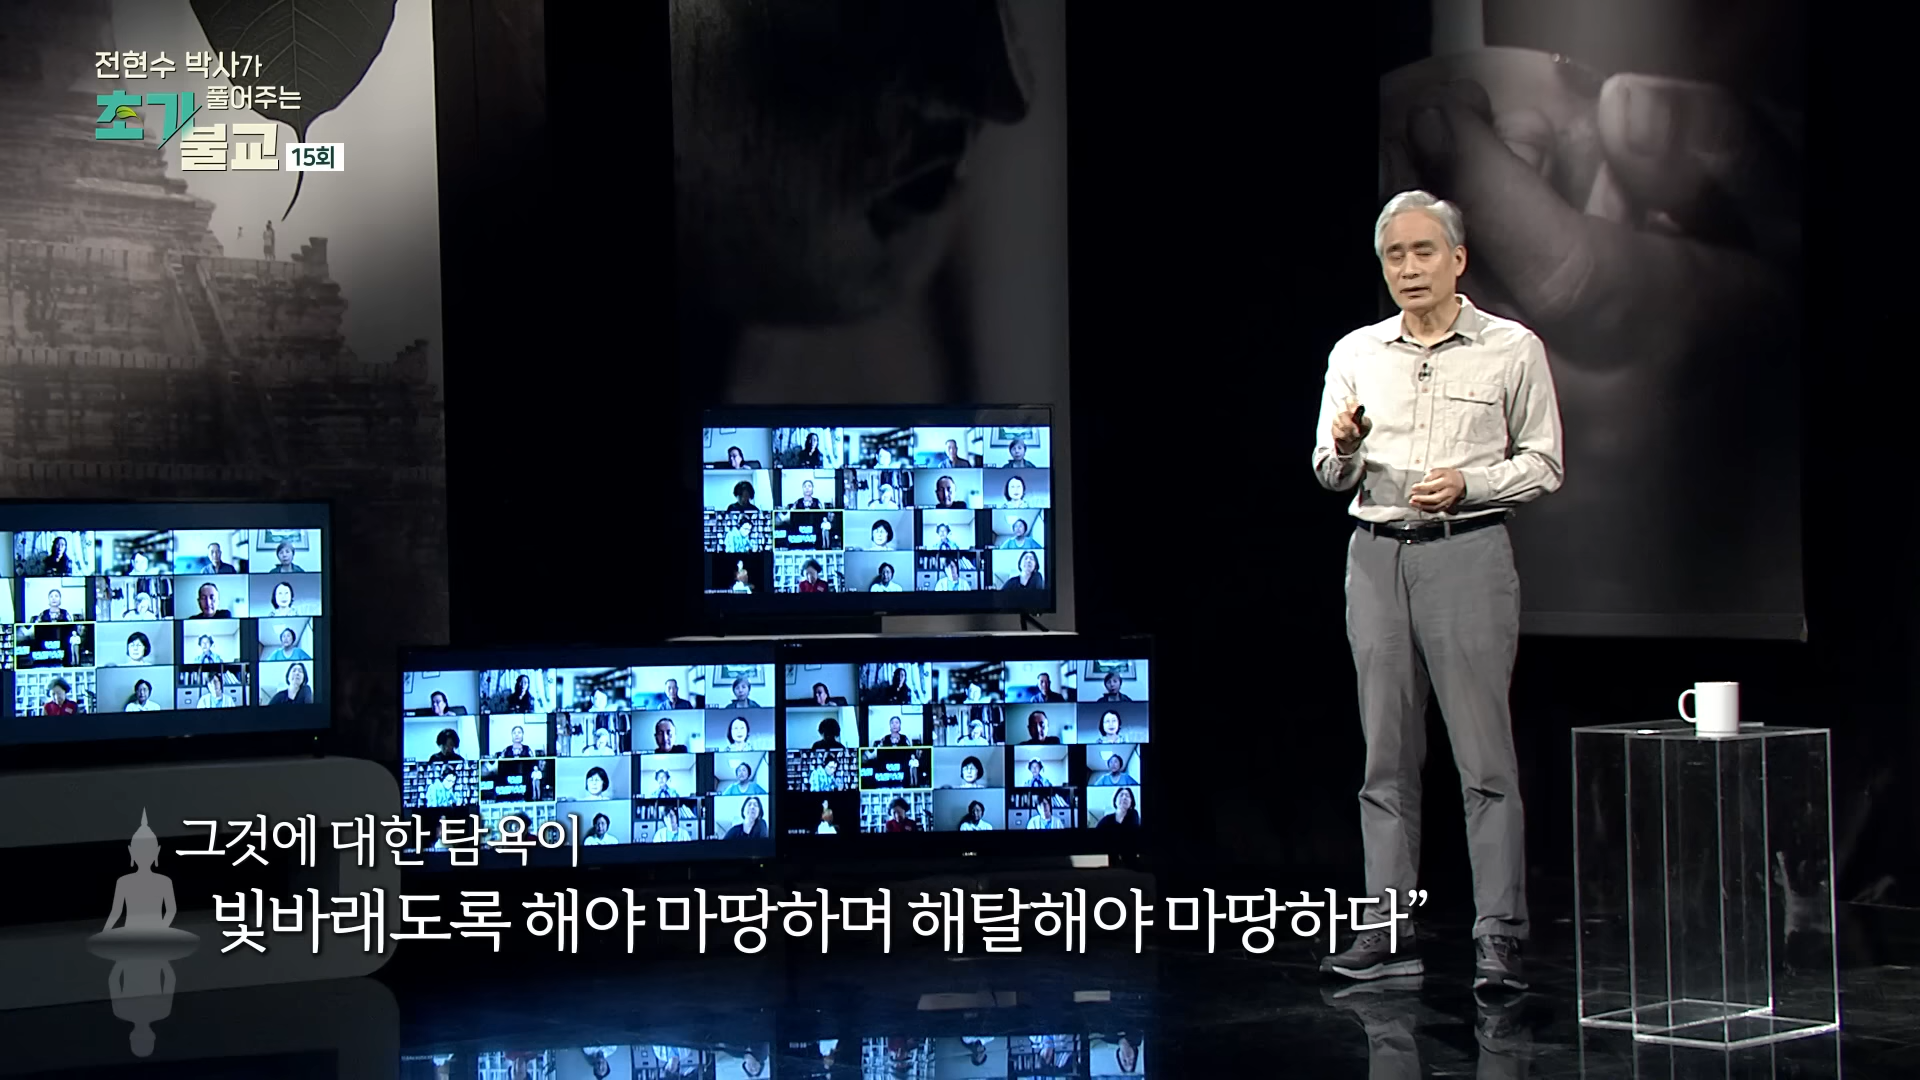 전현수 박사가
풀어주는
초기
불교 15회
그것에 대한 탐욕이
빛바래도록 해야 마땅하며 해탈해야 마땅하다”